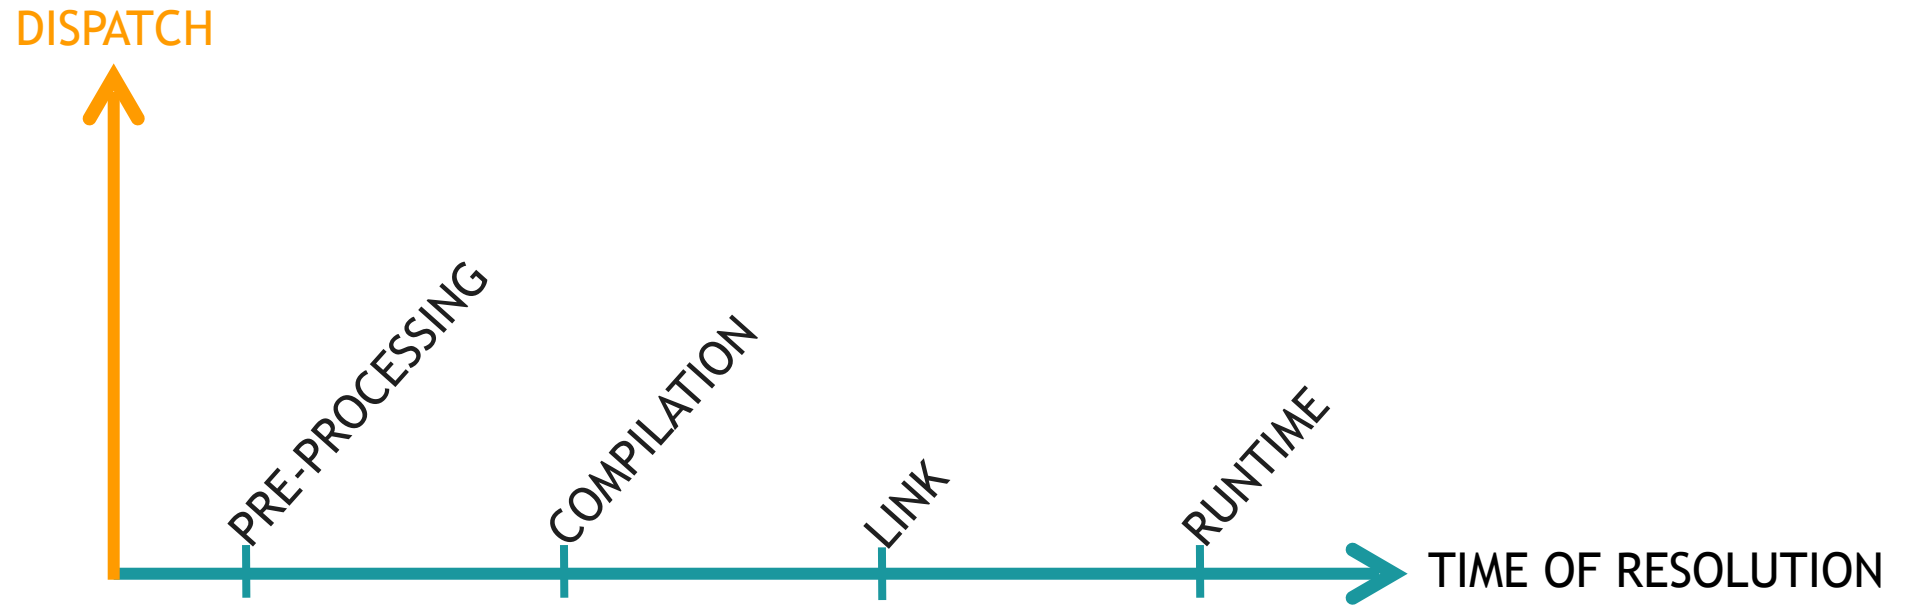 DISPATCH
PRE-PROCESSING
COMPILATION
LINK
RUNTIME
TIME OF RESOLUTION